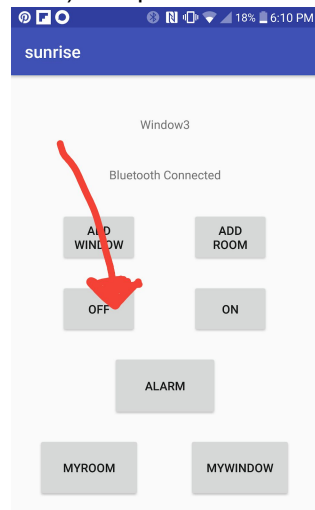 18% 6:10 PM
sunrise
Window3
Bluetooth Connected
ADD
WINDOW
ADD
ROOM
OFF
ON
ALARM
MYROOM
MYWINDOW